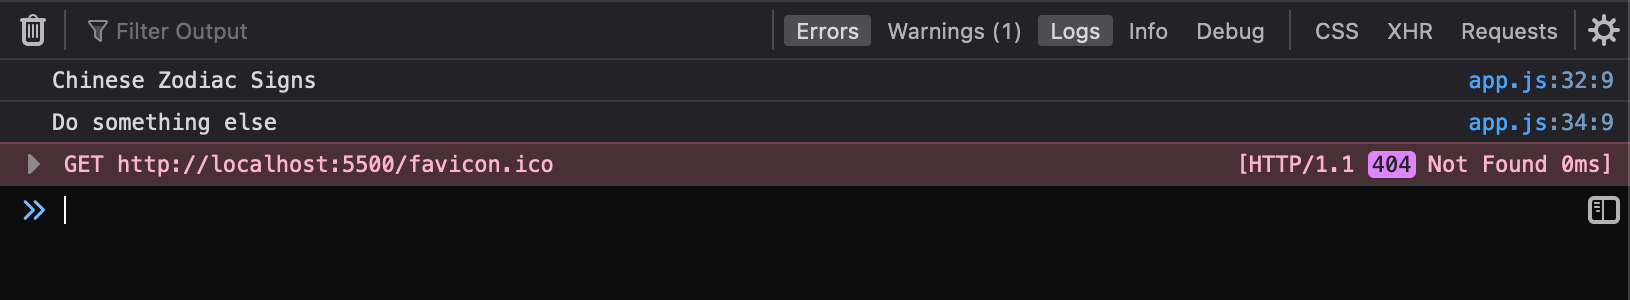 Filter Output Errors Warnings (1) Logs Info Debug CSS XHR Requests
Chinese Zodiac Signs app.js:32:9
Do something else app.js:34:9
GET http://localhost:5500/favicon.ico [HTTP/1.1 404 Not Found 0ms]